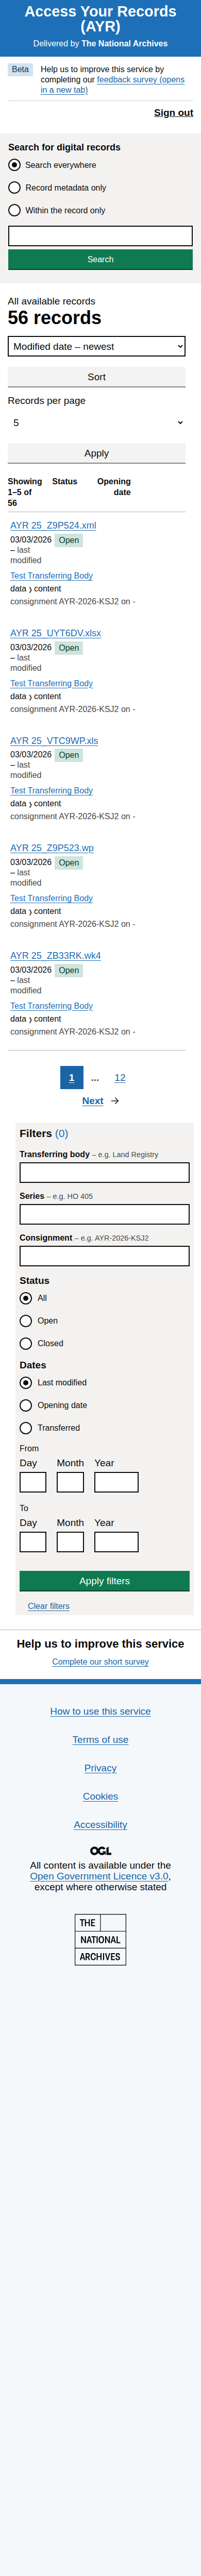 Access Your Records
(AYR)
Delivered by The National Archives
Beta
Help us to improve this service by
completing our feedback survey (opens
in a new tab)
Sign out
Search for digital records
Search everywhere
Record metadata only
Within the record only
Search
All available records
56 records
Modified date – newest
Sort
Records per page
5
Apply
Showing 1–5 of 56
Status
Opening date
AYR 25_Z9P524.xml
03/03/2026 – last modified
Open
Test Transferring Body
data › content
consignment AYR-2026-KSJ2 on -
AYR 25_UYT6DV.xlsx
03/03/2026 – last modified
Open
Test Transferring Body
data › content
consignment AYR-2026-KSJ2 on -
AYR 25_VTC9WP.xls
03/03/2026 – last modified
Open
Test Transferring Body
data › content
consignment AYR-2026-KSJ2 on -
AYR 25_Z9P523.wp
03/03/2026 – last modified
Open
Test Transferring Body
data › content
consignment AYR-2026-KSJ2 on -
AYR 25_ZB33RK.wk4
03/03/2026 – last modified
Open
Test Transferring Body
data › content
consignment AYR-2026-KSJ2 on -
1 ... 12
Next →
Filters (0)
Transferring body – e.g. Land Registry
Series – e.g. HO 405
Consignment – e.g. AYR-2026-KSJ2
Status
All
Open
Closed
Dates
Last modified
Opening date
Transferred
From
Day Month Year
To
Day Month Year
Apply filters
Clear filters
Help us to improve this service
Complete our short survey
How to use this service
Terms of use
Privacy
Cookies
Accessibility
OGL
All content is available under the
Open Government Licence v3.0,
except where otherwise stated
THE
NATIONAL
ARCHIVES